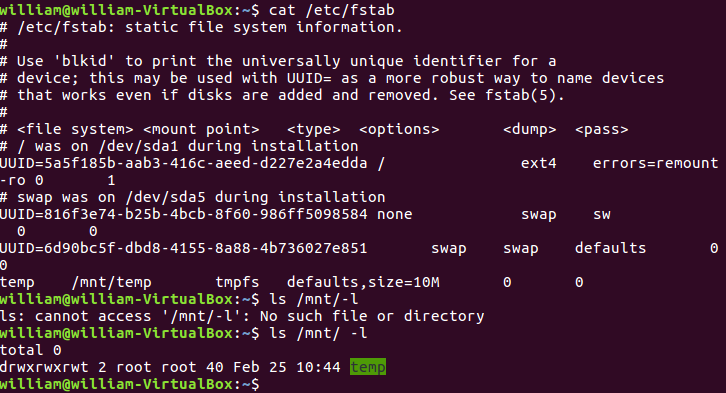 william@william-VirtualBox:~$ cat /etc/fstab
# /etc/fstab: static file system information.
#
# Use 'blkid' to print the universally unique identifier for a
# device; this may be used with UUID= as a more robust way to name devices
# that works even if disks are added and removed. See fstab(5).
#
# <file system> <mount point>   <type>  <options>       <dump>  <pass>
# / was on /dev/sda1 during installation
UUID=5a5f185b-aab3-416c-aeed-d227e2a4edda /               ext4    errors=remount
-ro 0       1
# swap was on /dev/sda5 during installation
UUID=816f3e74-b25b-4bcb-8f60-986ff5098584 none            swap    sw
  0       0
UUID=6d90bc5f-dbd8-4155-8a88-4b736027e851       swap    swap    defaults       0
0
temp    /mnt/temp       tmpfs   defaults,size=10M       0       0
william@william-VirtualBox:~$ ls /mnt/-l
ls: cannot access '/mnt/-l': No such file or directory
william@william-VirtualBox:~$ ls /mnt/ -l
total 0
drwxrwxrwt 2 root root 40 Feb 25 10:44 temp
william@william-VirtualBox:~$